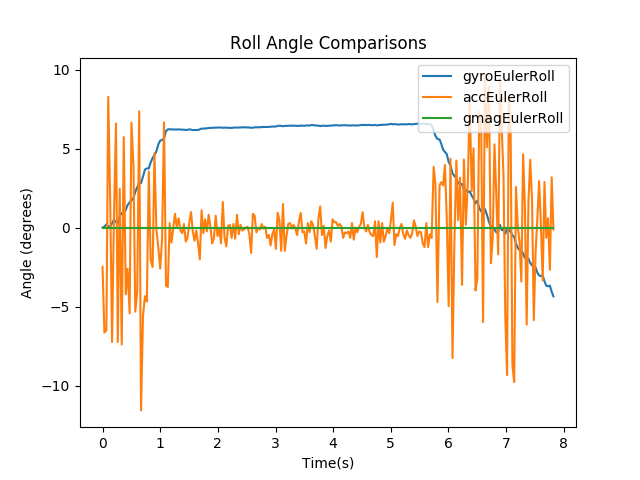 Roll Angle Comparisons
gyroEulerRoll
accEulerRoll
gmagEulerRoll
Angle (degrees)
10
5
0
−5
−10
0 1 2 3 4 5 6 7 8
Time(s)